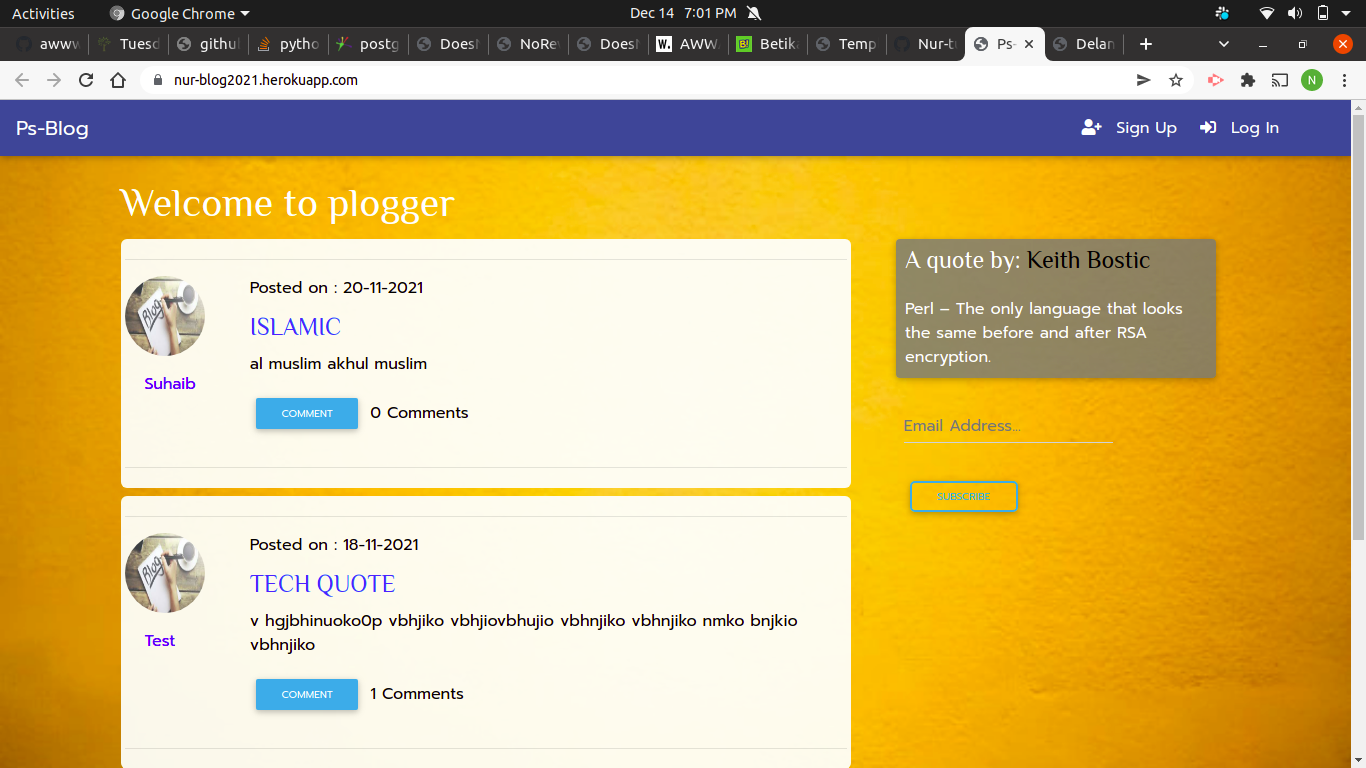 Activities
Google Chrome
Dec 14 7:01 PM
aww
Tuesd
githu
pytho
postg
Does
NoRe
Does
W. AWW
B! Betik
Temp
Nur-t
Ps-
Delan
nur-blog2021.herokuapp.com
N
Ps-Blog
Sign Up
Log In
Welcome to plogger
Posted on : 20-11-2021
ISLAMIC
al muslim akhul muslim
Suhaib
COMMENT
0 Comments
Blog
Posted on : 18-11-2021
TECH QUOTE
v hgjbhinuoko0p vbhjiko vbhjiovbhujio vbhnjiko vbhnjiko nmko bnjkio
vbhnjiko
Test
COMMENT
1 Comments
Blog
A quote by: Keith Bostic
Perl – The only language that looks
the same before and after RSA
encryption.
Email Address...
SUBSCRIBE